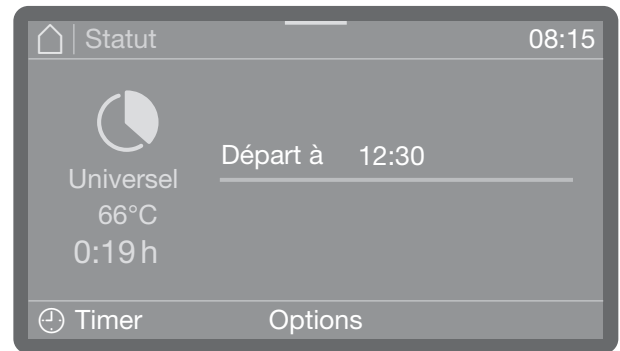 Statut 08:15
Départ à 12:30
Universel
66°C
0:19 h
Timer Options